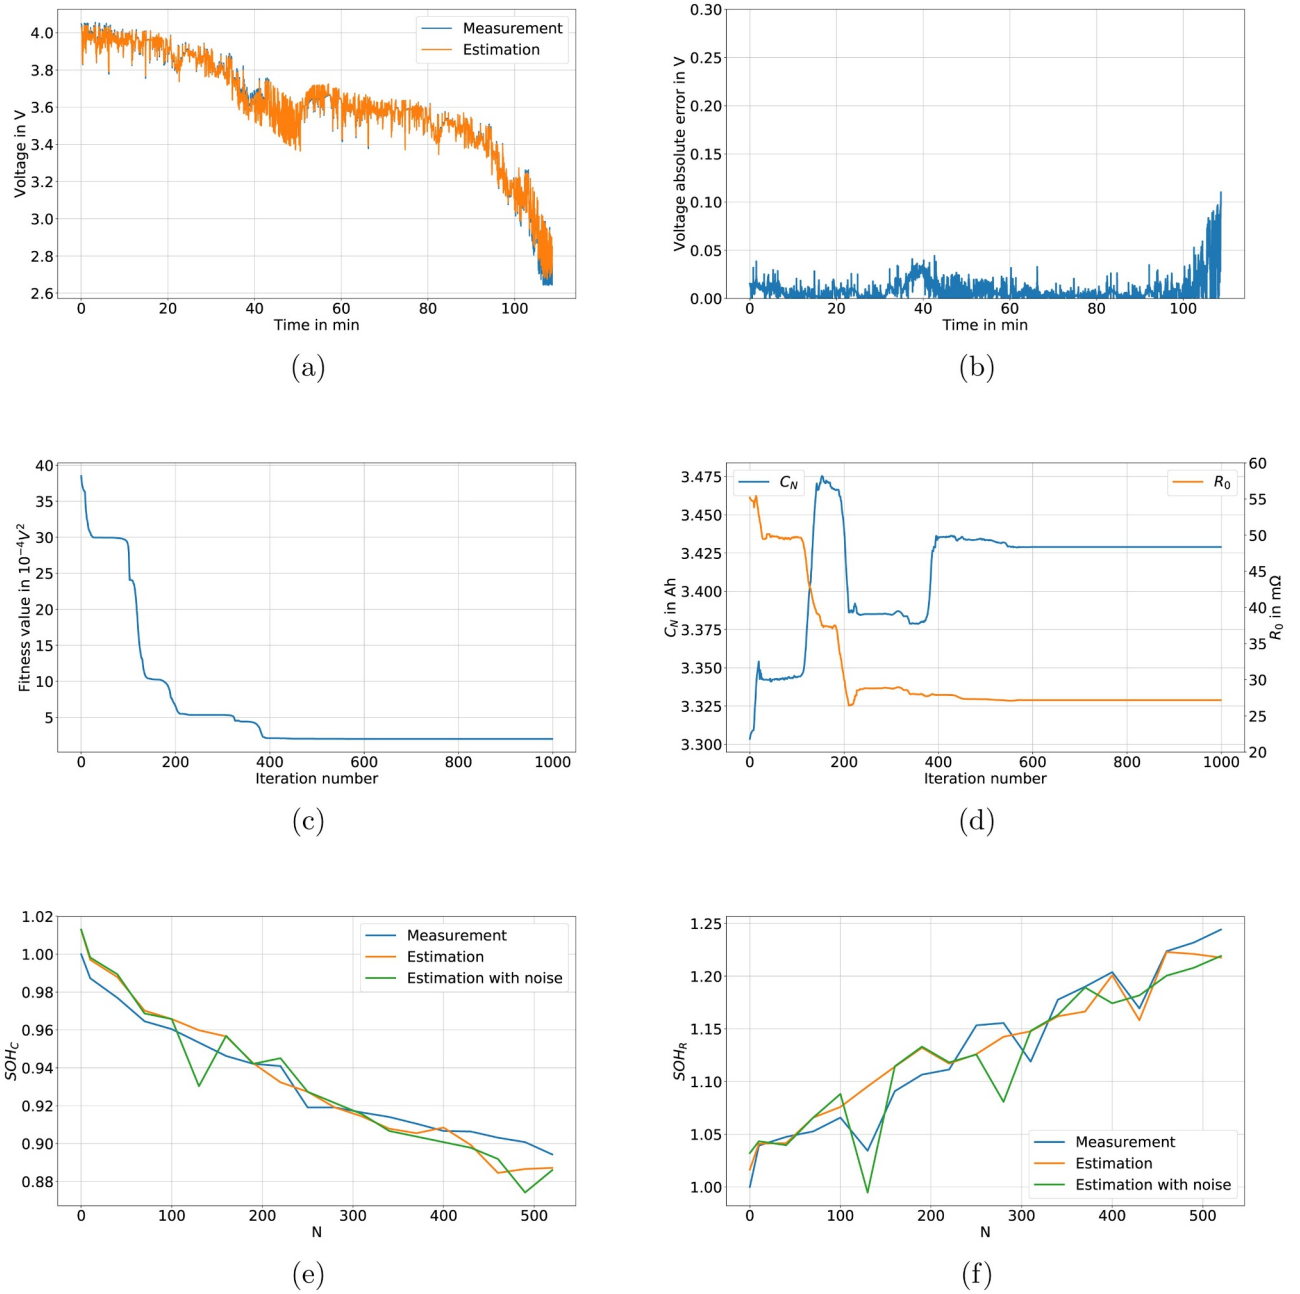 4.0
3.8
3.6
3.4
3.2
3.0
2.8
2.6
Voltage in V
Measurement
Estimation
0 20 40 60 80 100
Time in min
(a)
0.30
0.25
0.20
0.15
0.10
0.05
0.00
Voltage absolute error in V
0 20 40 60 80 100
Time in min
(b)
40
35
30
25
20
15
10
5
Fitness value in 10⁻⁴V²
0 200 400 600 800 1000
Iteration number
(c)
3.475
3.450
3.425
3.400
3.375
3.350
3.325
3.300
C_N in Ah
C_N
R_0
60
55
50
45
40
35
30
25
20
R_0 in mΩ
0 200 400 600 800 1000
Iteration number
(d)
1.02
1.00
0.98
0.96
0.94
0.92
0.90
0.88
SOH_C
Measurement
Estimation
Estimation with noise
0 100 200 300 400 500
N
(e)
1.25
1.20
1.15
1.10
1.05
1.00
SOH_R
Measurement
Estimation
Estimation with noise
0 100 200 300 400 500
N
(f)